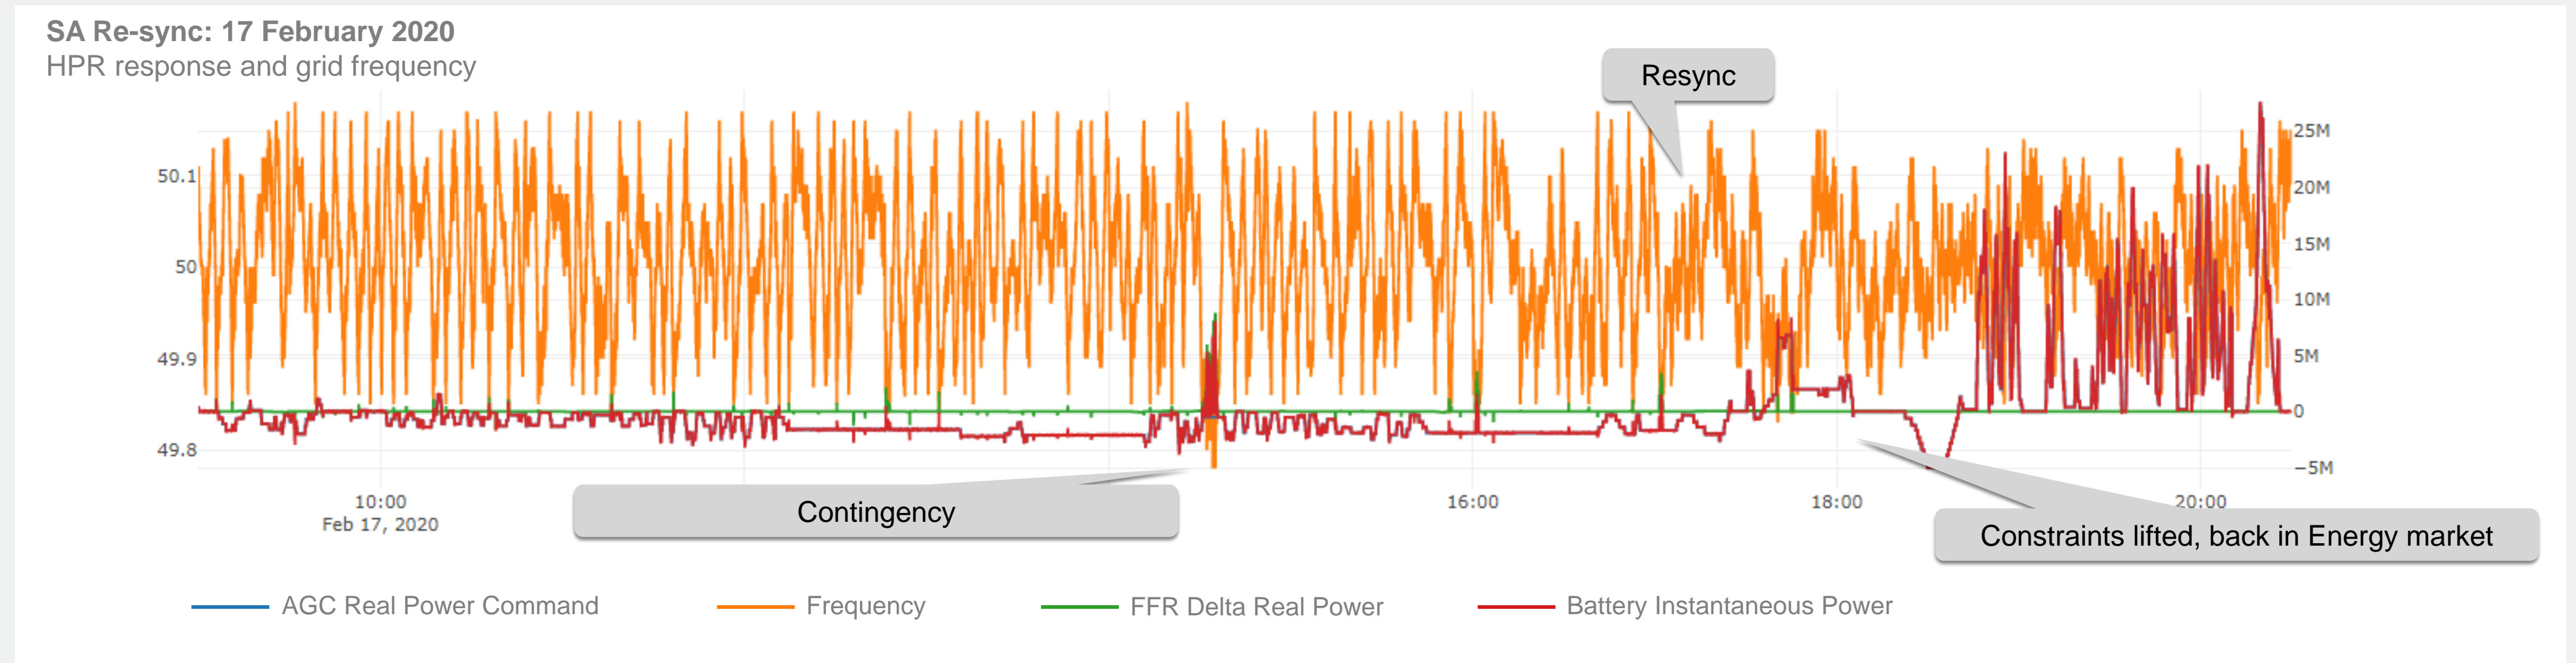 SA Re-sync: 17 February 2020
HPR response and grid frequency
Resync
50.1
50
49.9
49.8
25M
20M
15M
10M
5M
0
−5M
10:00
Feb 17, 2020
16:00
18:00
20:00
Contingency
Constraints lifted, back in Energy market
AGC Real Power Command
Frequency
FFR Delta Real Power
Battery Instantaneous Power